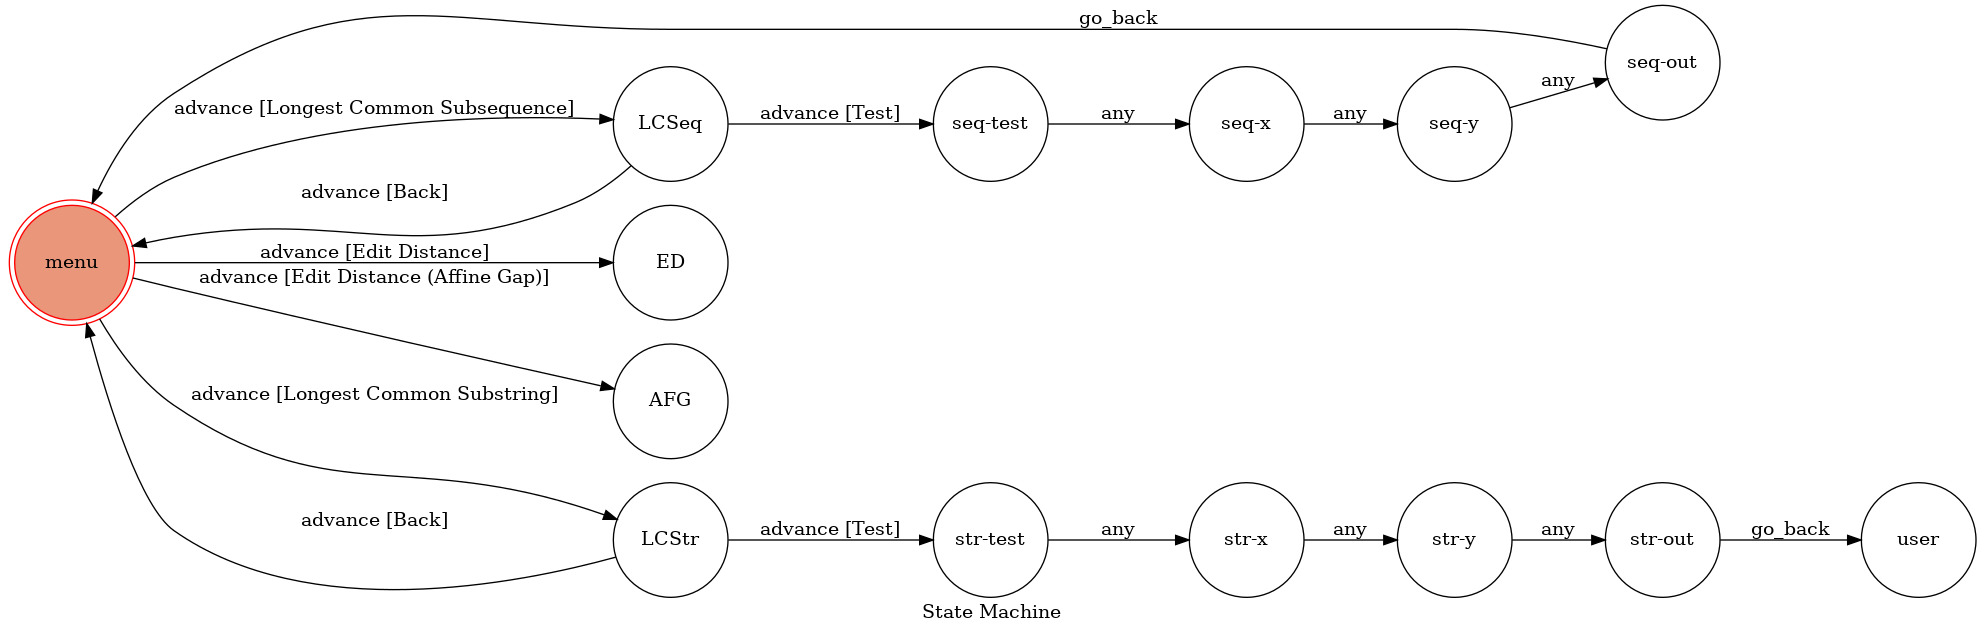 go_back
seq-out
any
advance [Longest Common Subsequence]
LCSeq
advance [Test]
seq-test
any
seq-x
any
seq-y
advance [Back]
menu
advance [Edit Distance]
ED
advance [Edit Distance (Affine Gap)]
AFG
advance [Longest Common Substring]
advance [Back]
LCStr
advance [Test]
str-test
any
str-x
any
str-y
any
str-out
go_back
user
State Machine